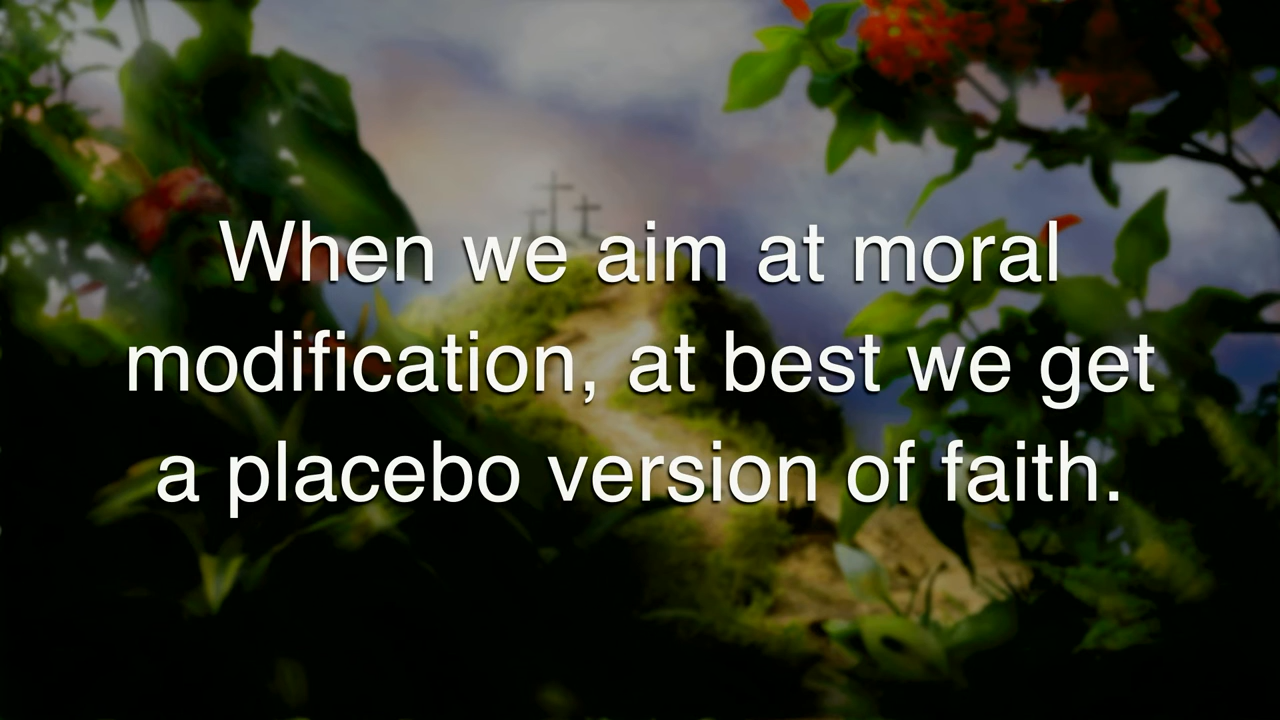 When we aim at moral
modification, at best we get
a placebo version of faith.